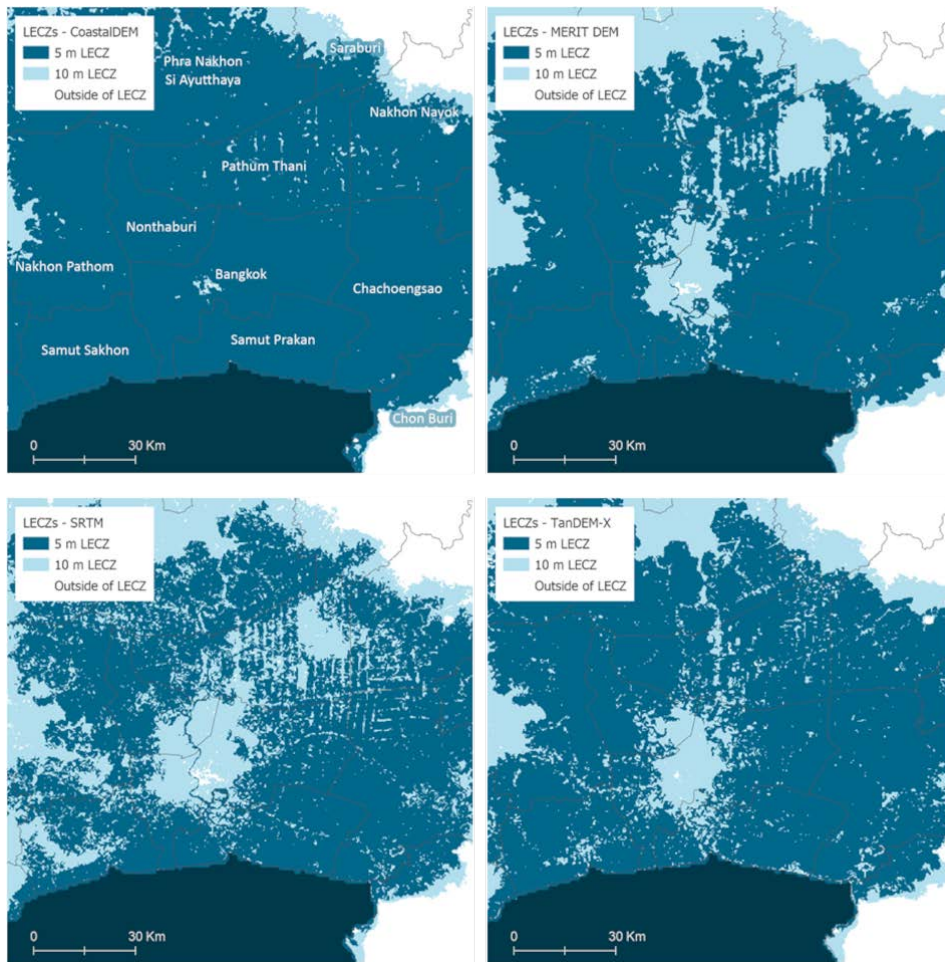 LECZs - CoastalDEM
5 m LECZ
10 m LECZ
Outside of LECZ
Phra Nakhon
Si Ayutthaya
Saraburi
Nakhon Nayok
Pathum Thani
Nonthaburi
Nakhon Pathom
Bangkok
Chachoengsao
Samut Sakhon
Samut Prakan
Chon Buri
0 30 Km
LECZs - MERIT DEM
5 m LECZ
10 m LECZ
Outside of LECZ
0 30 Km
LECZs - SRTM
5 m LECZ
10 m LECZ
Outside of LECZ
0 30 Km
LECZs - TanDEM-X
5 m LECZ
10 m LECZ
Outside of LECZ
0 30 Km